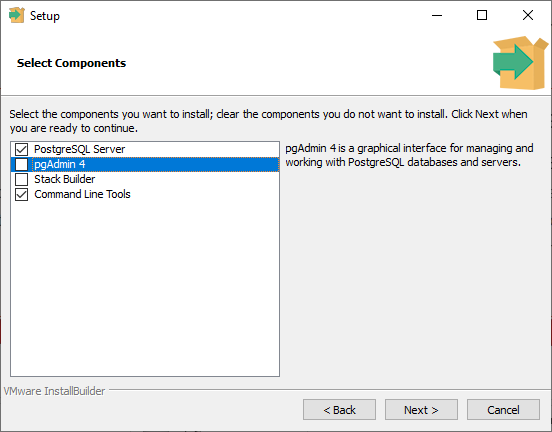 Setup
Select Components
Select the components you want to install; clear the components you do not want to install. Click Next when
you are ready to continue.
PostgreSQL Server
pgAdmin 4
Stack Builder
Command Line Tools
pgAdmin 4 is a graphical interface for managing and
working with PostgreSQL databases and servers.
VMware InstallBuilder
< Back
Next >
Cancel